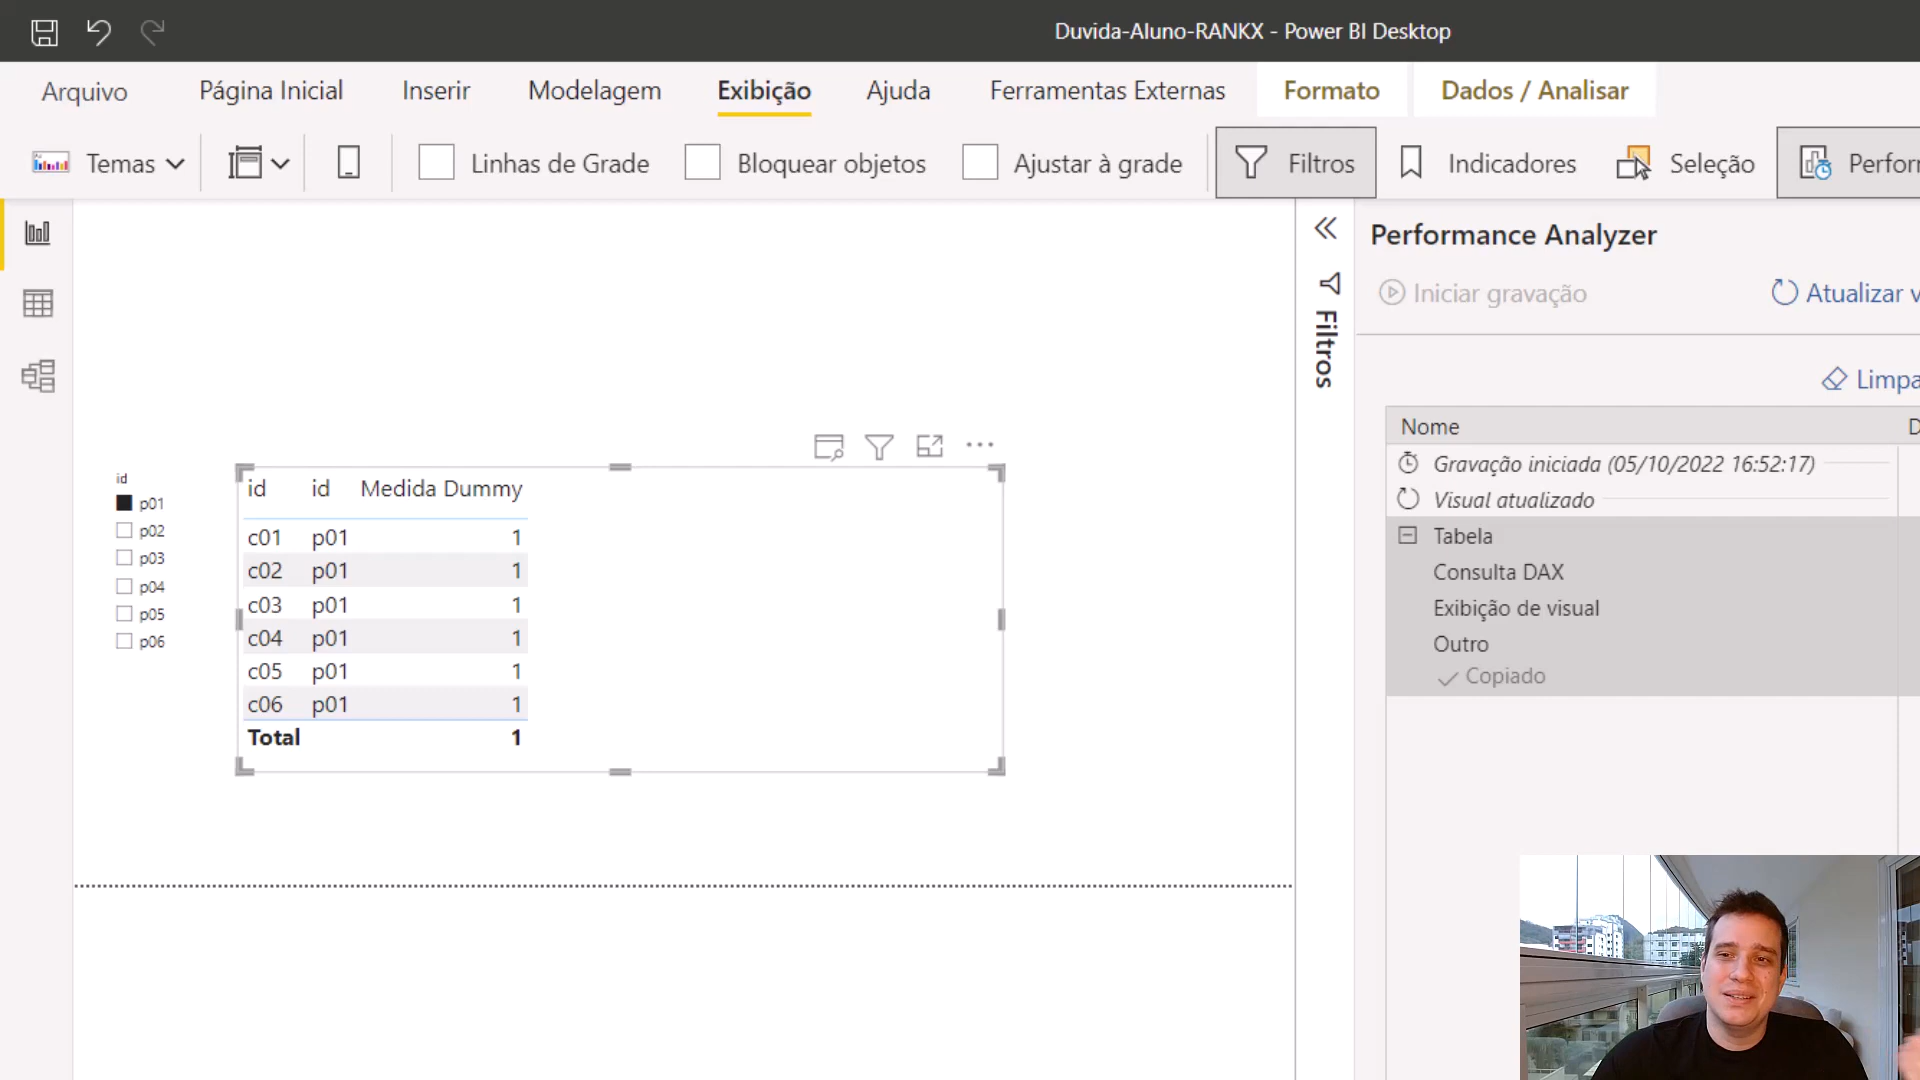 Duvida-Aluno-RANKX - Power BI Desktop
Arquivo Página Inicial Inserir Modelagem Exibição Ajuda Ferramentas Externas Formato Dados / Analisar
Temas Linhas de Grade Bloquear objetos Ajustar à grade Filtros Indicadores Seleção Perfor
Performance Analyzer
Iniciar gravação Atualizar v
Filtros
Limpa
Nome D
Gravação iniciada (05/10/2022 16:52:17)
Visual atualizado
Tabela
Consulta DAX
Exibição de visual
Outro
Copiado
id
p01
p02
p03
p04
p05
p06
id id Medida Dummy
c01 p01 1
c02 p01 1
c03 p01 1
c04 p01 1
c05 p01 1
c06 p01 1
Total 1